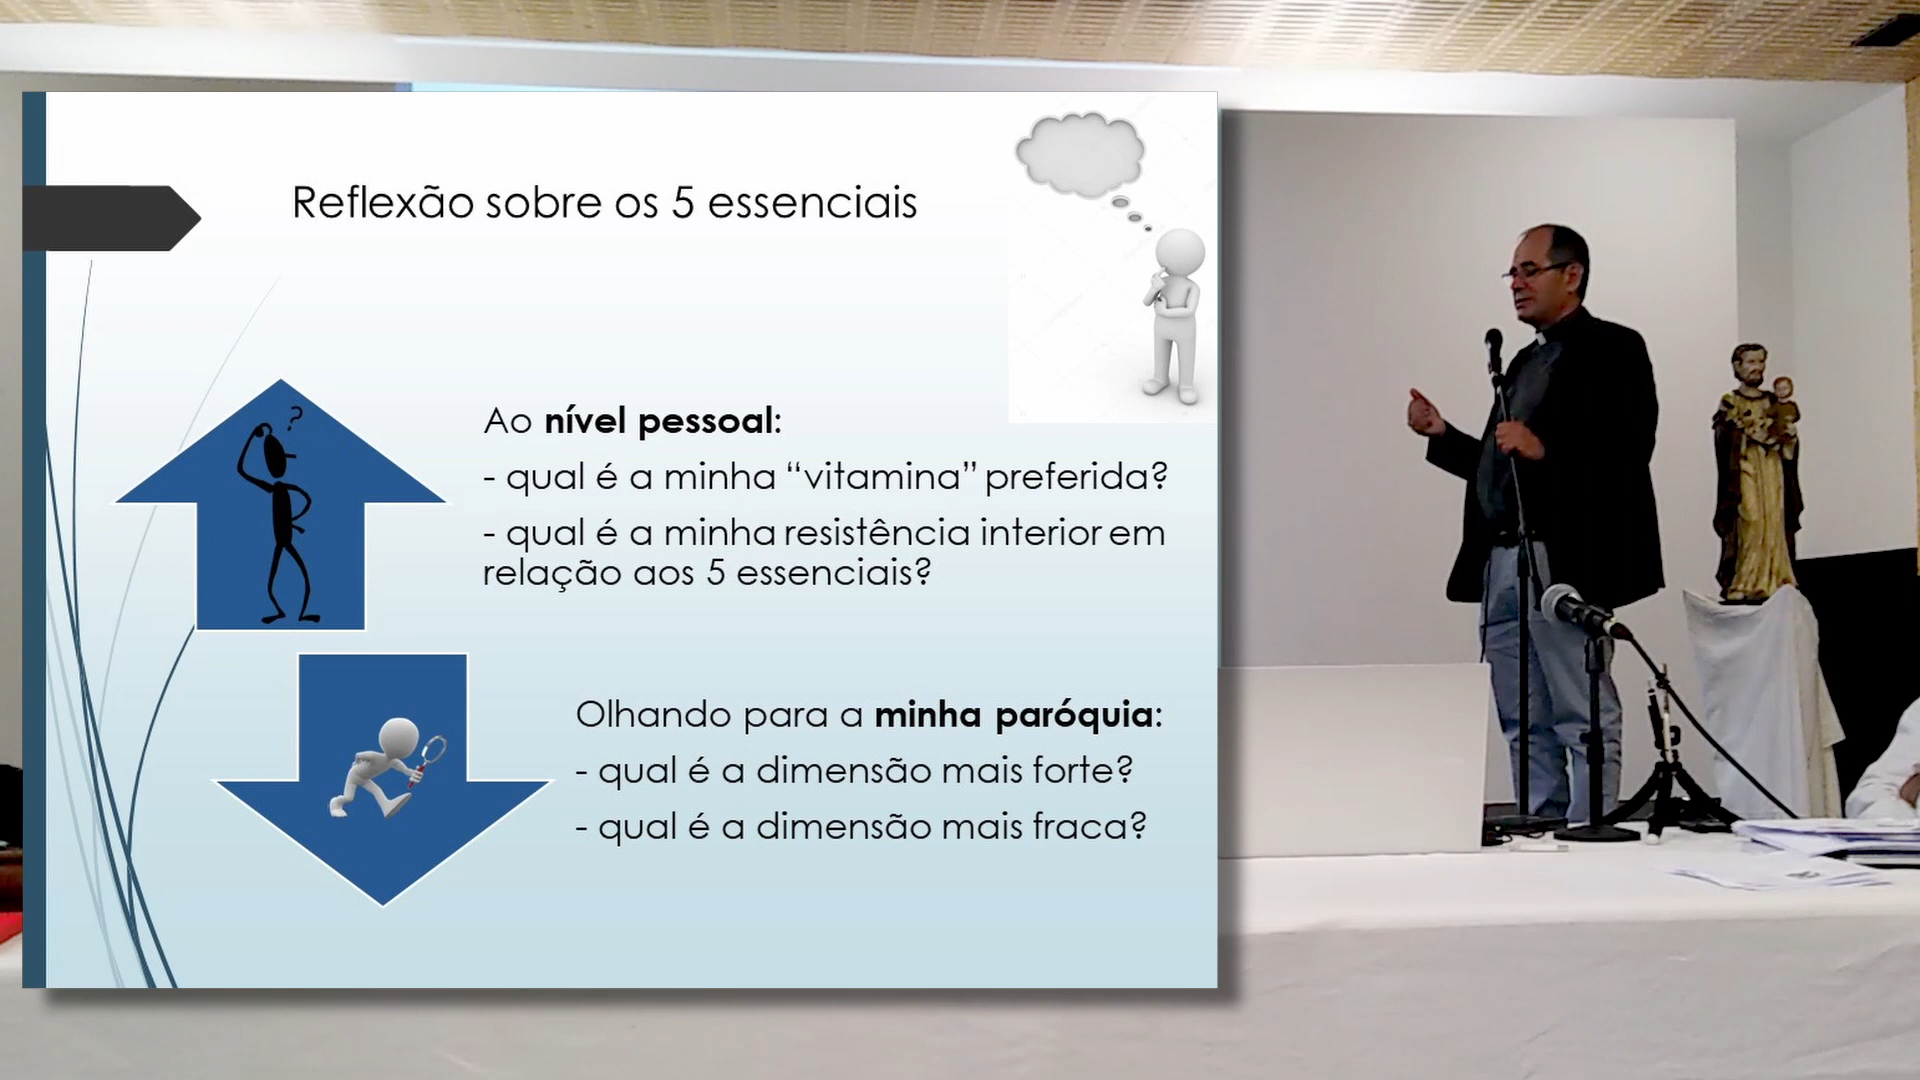 Reflexão sobre os 5 essenciais
?
Ao nível pessoal:
- qual é a minha “vitamina” preferida?
- qual é a minha resistência interior em
relação aos 5 essenciais?
Olhando para a minha paróquia:
- qual é a dimensão mais forte?
- qual é a dimensão mais fraca?